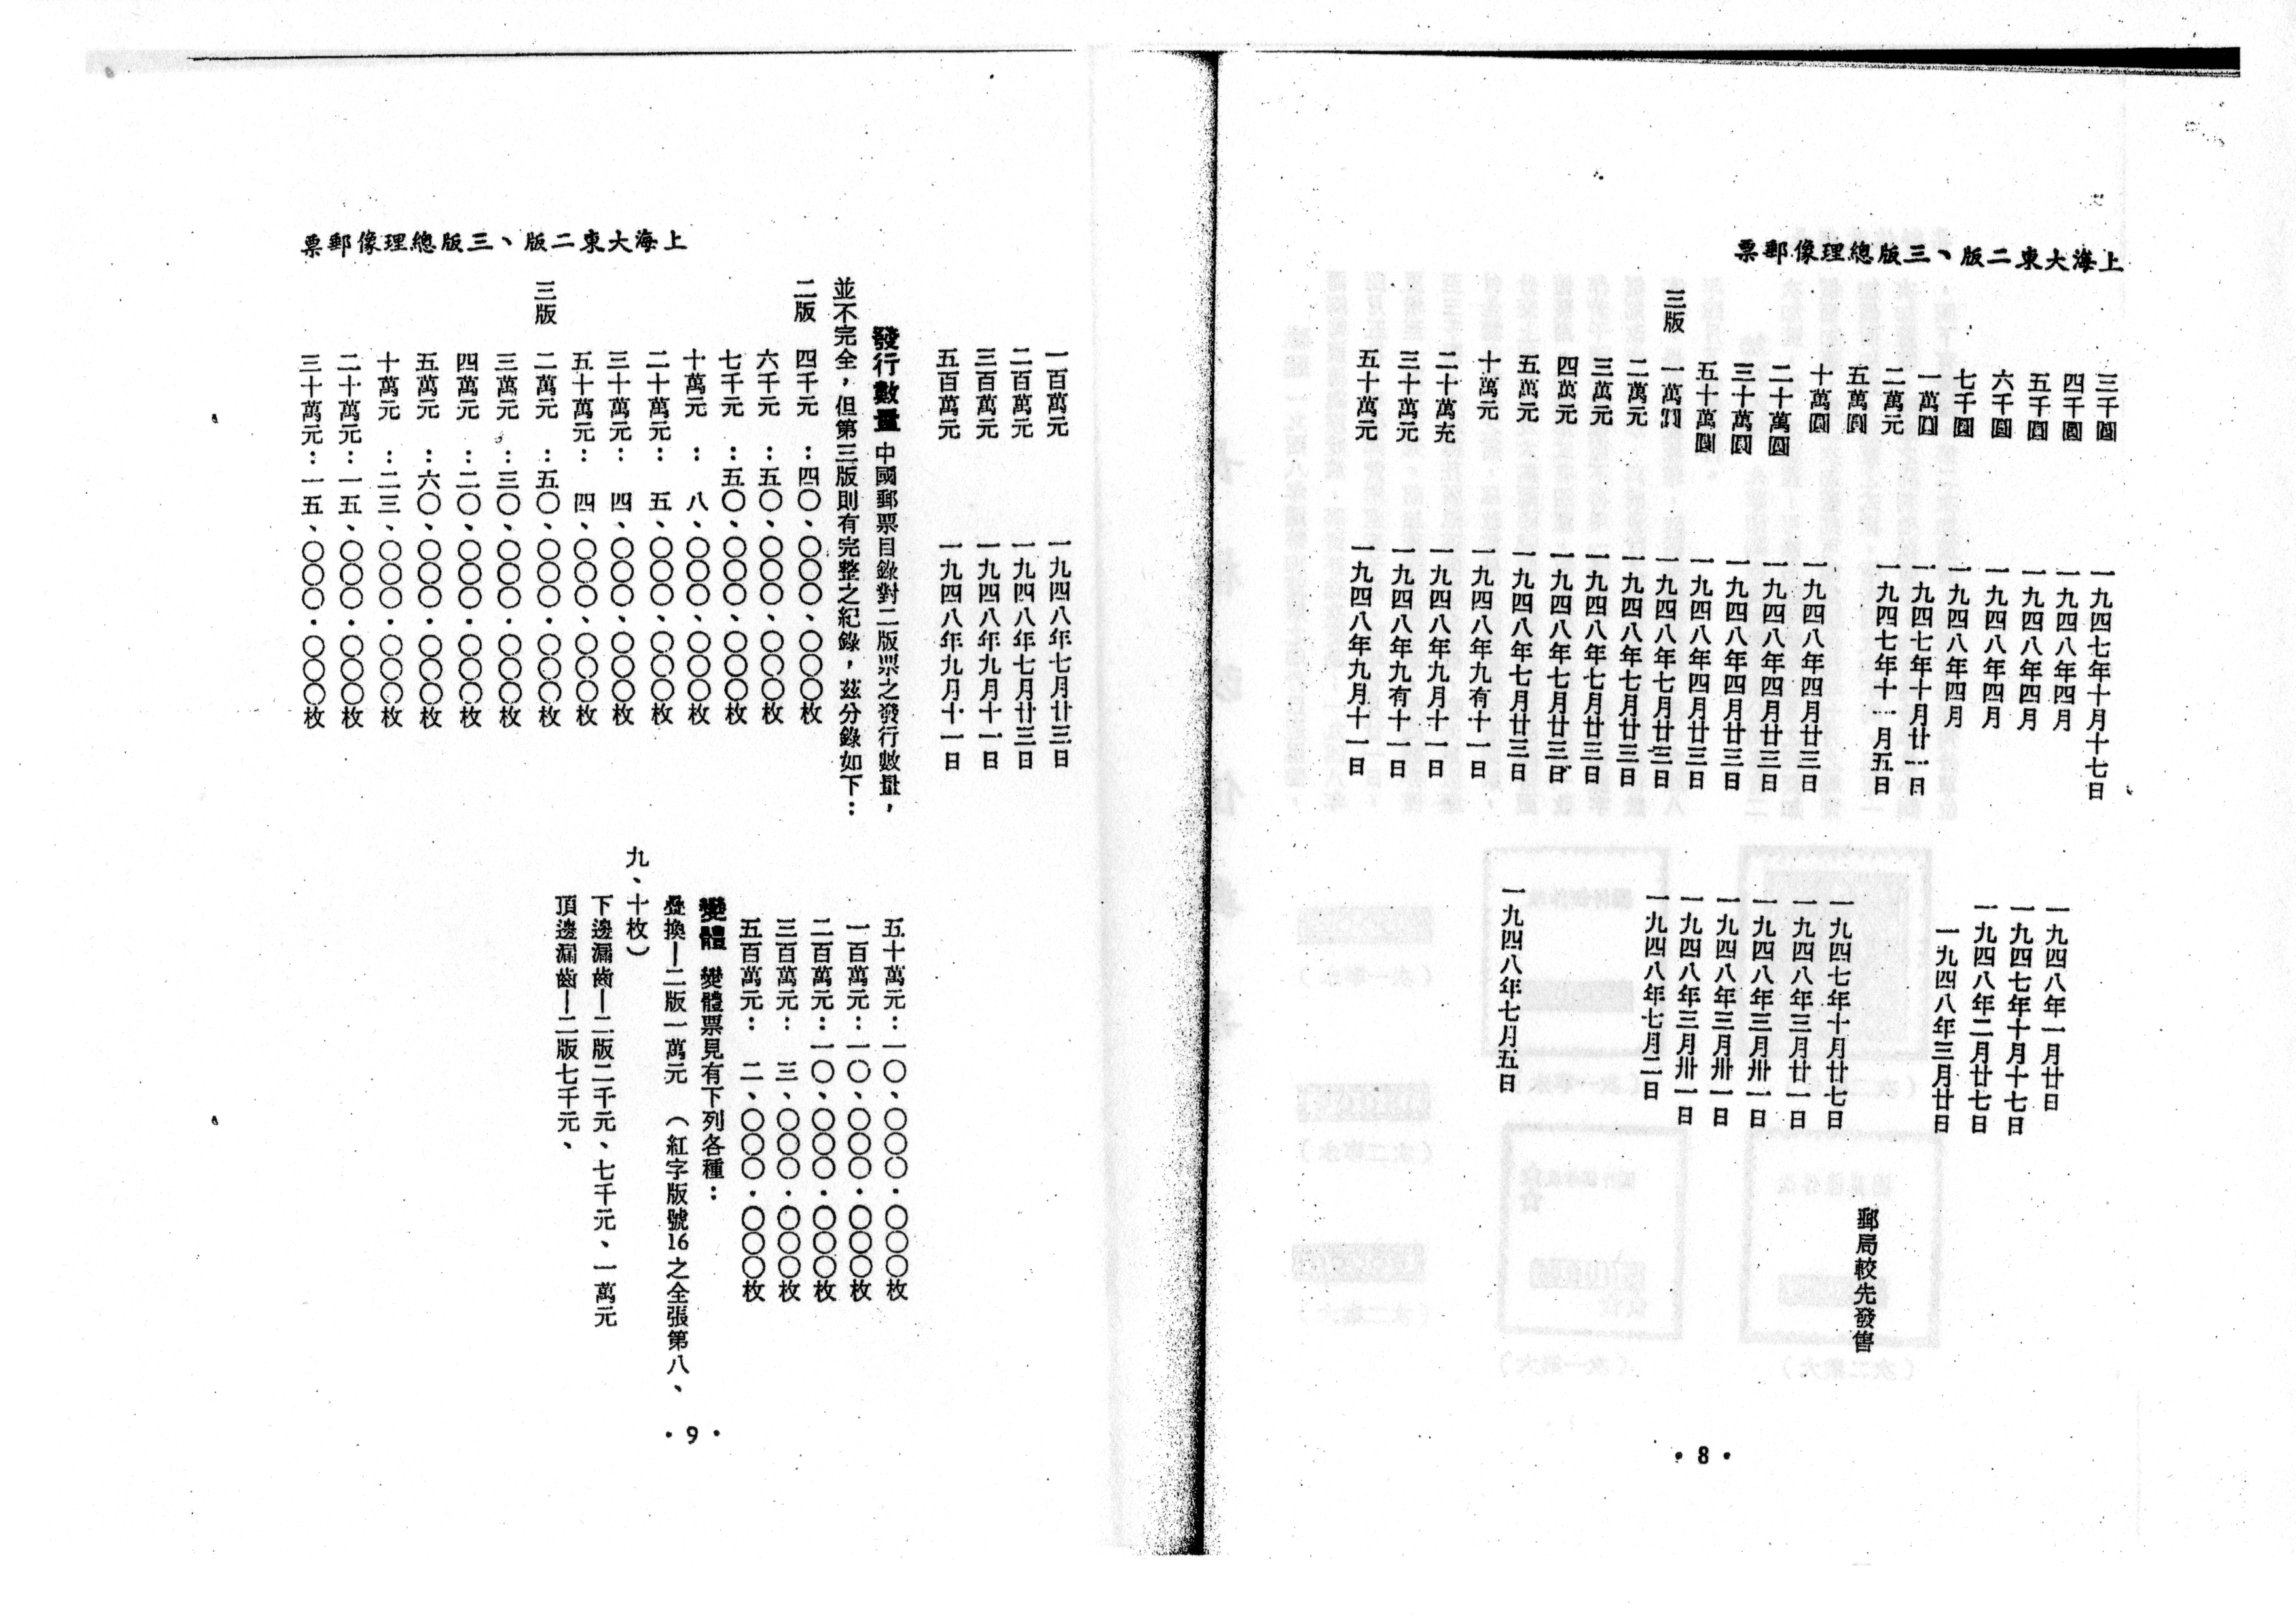 上海大東二版、三版總理像郵票
三千圓 一九四七年十月十七日
四千圓 一九四八年四月 一九四八年一月廿日
五千圓 一九四八年四月 一九四七年十月十七日
六千圓 一九四八年四月 一九四八年二月廿七日
七千圓 一九四八年四月 一九四八年三月廿日
一萬圓 一九四七年十月廿一日
二萬元 一九四七年十一月五日 郵局較先發售
五萬圓 一九四七年十月廿七日
十萬圓 一九四八年四月廿三日 一九四八年三月廿一日
二十萬圓 一九四八年四月廿三日 一九四八年三月卅一日
三十萬圓 一九四八年四月廿三日 一九四八年三月卅一日
五十萬圓 一九四八年四月廿三日 一九四八年三月卅一日
三版 一萬圓 一九四八年七月廿三日 一九四八年七月二日
二萬元 一九四八年七月廿三日
三萬元 一九四八年七月廿三日
四萬元 一九四八年七月廿三日
五萬元 一九四八年七月廿三日 一九四八年七月五日
十萬元 一九四八年九有十一日
二十萬充 一九四八年九月十一日
三十萬元 一九四八年九有十一日
五十萬元 一九四八年九月十一日
·8·
上海大東二版、三版總理像郵票
一百萬元 一九四八年七月廿三日
二百萬元 一九四八年七月廿三日
三百萬元 一九四八年九月十一日
五百萬元 一九四八年九月十一日
發行數量 中國郵票目錄對二版票之發行數量，
並不完全，但第三版則有完整之紀錄，玆分錄如下：
二版 四千元 ：四〇、〇〇〇、〇〇〇枚
六千元 ：五〇、〇〇〇、〇〇〇枚
七千元 ：五〇、〇〇〇、〇〇〇枚
十萬元 ： 八、〇〇〇、〇〇〇枚
二十萬元： 五、〇〇〇、〇〇〇枚
三十萬元： 四、〇〇〇、〇〇〇枚
五十萬元： 四、〇〇〇、〇〇〇枚
三版 二萬元 ：五〇、〇〇〇．〇〇〇枚
三萬元 ：三〇、〇〇〇．〇〇〇枚
四萬元 ：二〇、〇〇〇．〇〇〇枚
五萬元 ：六〇、〇〇〇．〇〇〇枚
十萬元 ：二三、〇〇〇．〇〇〇枚
二十萬元：一五、〇〇〇．〇〇〇枚
三十萬元：一五、〇〇〇．〇〇〇枚
五十萬元：一〇、〇〇〇．〇〇〇枚
一百萬元：一〇、〇〇〇．〇〇〇枚
二百萬元：一〇、〇〇〇．〇〇〇枚
三百萬元： 三、〇〇〇．〇〇〇枚
五百萬元： 二、〇〇〇．〇〇〇枚
變體 變體票見有下列各種：
叠換—二版一萬元 （紅字版號16之全張第八、
九、十枚）
下邊漏齒—二版二千元、七千元、一萬元
頂邊漏齒—二版七千元、
·9·